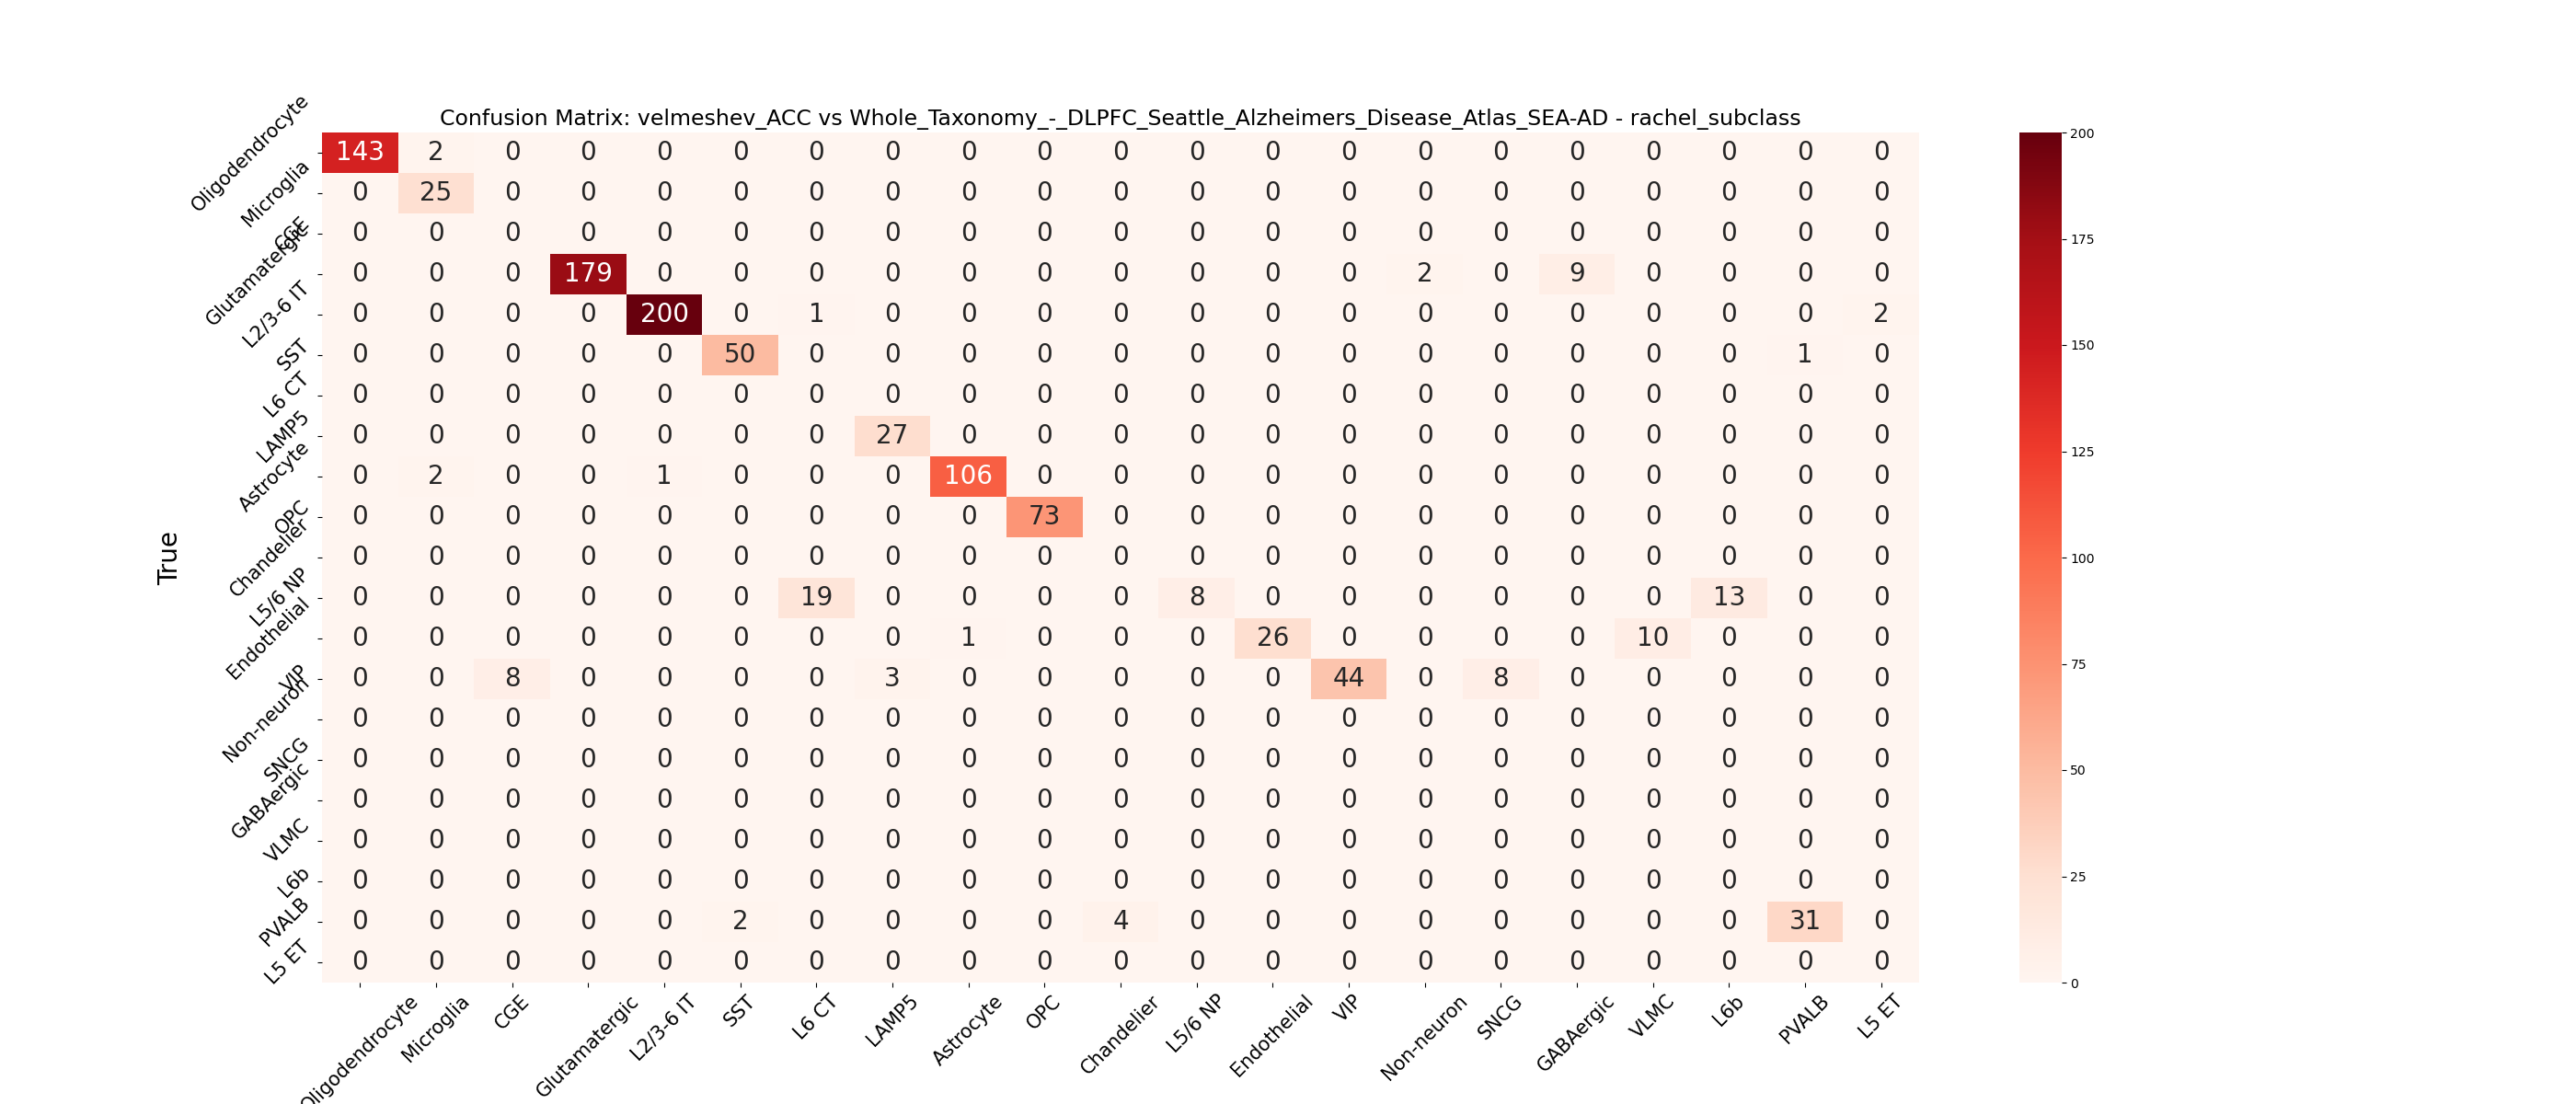 Confusion Matrix: velmeshev_ACC vs Whole_Taxonomy_-_DLPFC_Seattle_Alzheimers_Disease_Atlas_SEA-AD - rachel_subclass
True
Oligodendrocyte 143 2 0 0 0 0 0 0 0 0 0 0 0 0 0 0 0 0 0 0 0
Microglia 0 25 0 0 0 0 0 0 0 0 0 0 0 0 0 0 0 0 0 0 0
CGE 0 0 0 0 0 0 0 0 0 0 0 0 0 0 0 0 0 0 0 0 0
Glutamatergic 0 0 0 179 0 0 0 0 0 0 0 0 0 0 2 0 9 0 0 0 0
L2/3-6 IT 0 0 0 0 200 0 1 0 0 0 0 0 0 0 0 0 0 0 0 0 2
SST 0 0 0 0 0 50 0 0 0 0 0 0 0 0 0 0 0 0 0 1 0
L6 CT 0 0 0 0 0 0 0 0 0 0 0 0 0 0 0 0 0 0 0 0 0
LAMP5 0 0 0 0 0 0 0 27 0 0 0 0 0 0 0 0 0 0 0 0 0
Astrocyte 0 2 0 0 1 0 0 0 106 0 0 0 0 0 0 0 0 0 0 0 0
OPC 0 0 0 0 0 0 0 0 0 73 0 0 0 0 0 0 0 0 0 0 0
Chandelier 0 0 0 0 0 0 0 0 0 0 0 0 0 0 0 0 0 0 0 0 0
L5/6 NP 0 0 0 0 0 0 19 0 0 0 0 8 0 0 0 0 0 0 13 0 0
Endothelial 0 0 0 0 0 0 0 0 1 0 0 0 26 0 0 0 0 10 0 0 0
VIP 0 0 8 0 0 0 0 3 0 0 0 0 0 44 0 8 0 0 0 0 0
Non-neuron 0 0 0 0 0 0 0 0 0 0 0 0 0 0 0 0 0 0 0 0 0
SNCG 0 0 0 0 0 0 0 0 0 0 0 0 0 0 0 0 0 0 0 0 0
GABAergic 0 0 0 0 0 0 0 0 0 0 0 0 0 0 0 0 0 0 0 0 0
VLMC 0 0 0 0 0 0 0 0 0 0 0 0 0 0 0 0 0 0 0 0 0
L6b 0 0 0 0 0 0 0 0 0 0 0 0 0 0 0 0 0 0 0 0 0
PVALB 0 0 0 0 0 2 0 0 0 0 4 0 0 0 0 0 0 0 0 31 0
L5 ET 0 0 0 0 0 0 0 0 0 0 0 0 0 0 0 0 0 0 0 0 0
Oligodendrocyte Microglia CGE Glutamatergic L2/3-6 IT SST L6 CT LAMP5 Astrocyte OPC Chandelier L5/6 NP Endothelial VIP Non-neuron SNCG GABAergic VLMC L6b PVALB L5 ET
200
175
150
125
100
75
50
25
0